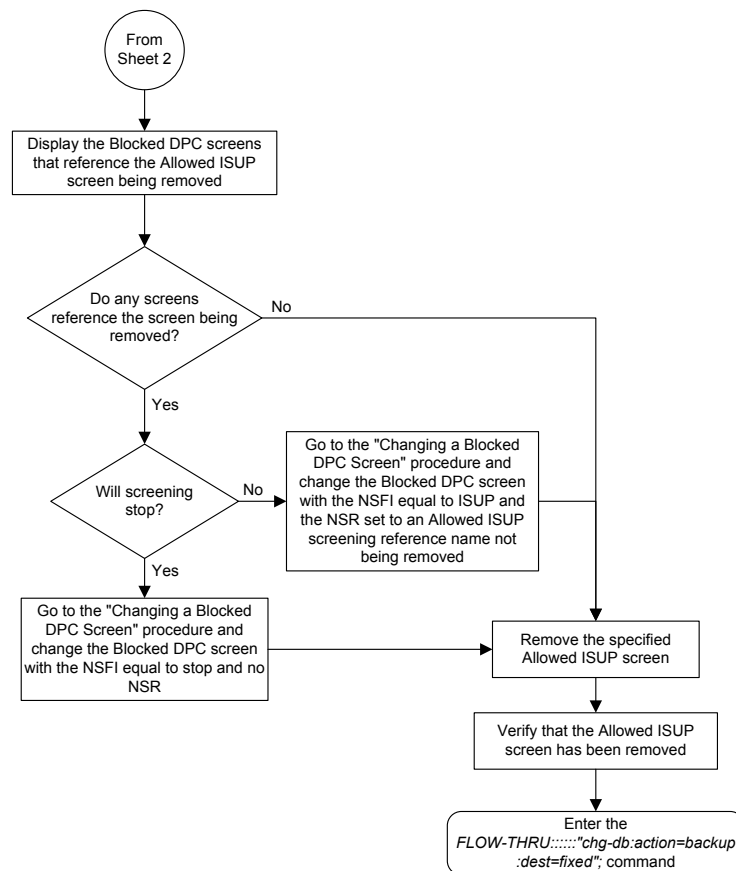 From
Sheet 2
Display the Blocked DPC screens
that reference the Allowed ISUP
screen being removed
Do any screens
reference the screen being
removed?
No
Yes
Will screening
stop?
No
Go to the "Changing a Blocked
DPC Screen" procedure and
change the Blocked DPC screen
with the NSFI equal to ISUP and
the NSR set to an Allowed ISUP
screening reference name not
being removed
Yes
Go to the "Changing a Blocked
DPC Screen" procedure and
change the Blocked DPC screen
with the NSFI equal to stop and no
NSR
Remove the specified
Allowed ISUP screen
Verify that the Allowed ISUP
screen has been removed
Enter the
FLOW-THRU::::::"chg-db:action=backup
:dest=fixed"; command